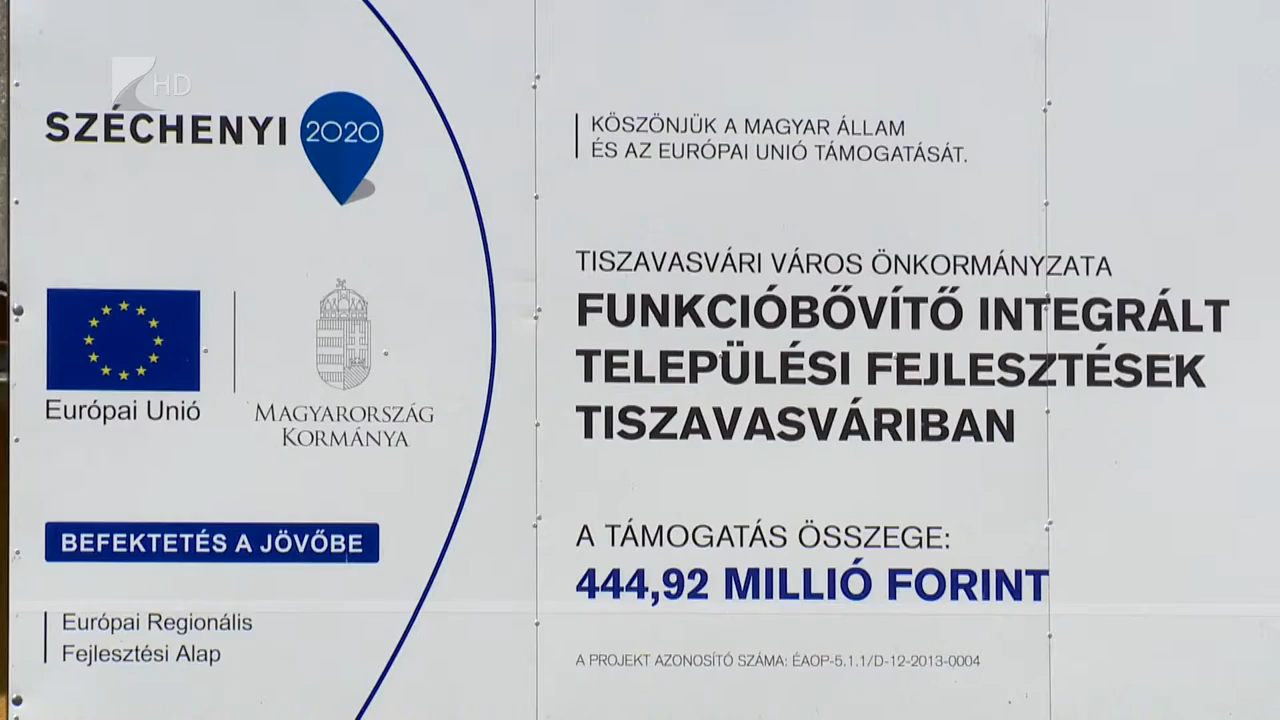 HD
SZÉCHENYI 2020
Európai Unió
MAGYARORSZÁG
KORMÁNYA
BEFEKTETÉS A JÖVŐBE
Európai Regionális
Fejlesztési Alap
KÖSZÖNJÜK A MAGYAR ÁLLAM
ÉS AZ EURÓPAI UNIÓ TÁMOGATÁSÁT.
TISZAVASVÁRI VÁROS ÖNKORMÁNYZATA
FUNKCIÓBŐVÍTŐ INTEGRÁLT
TELEPÜLÉSI FEJLESZTÉSEK
TISZAVASVÁRIBAN
A TÁMOGATÁS ÖSSZEGE:
444,92 MILLIÓ FORINT
A PROJEKT AZONOSÍTÓ SZÁMA: ÉAOP-5.1.1/D-12-2013-0004